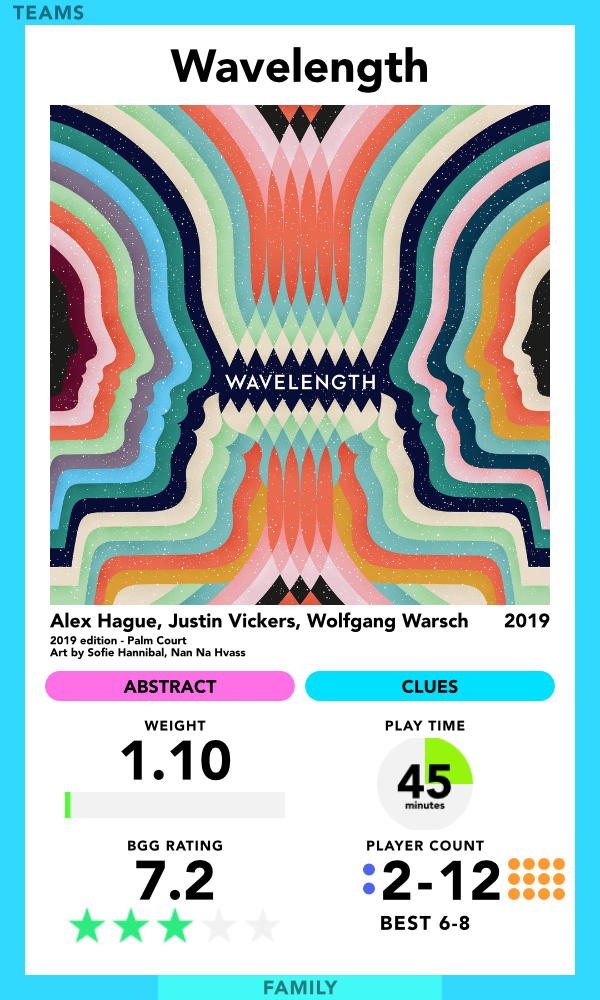 TEAMS
Wavelength
WAVELENGTH
Alex Hague, Justin Vickers, Wolfgang Warsch 2019
2019 edition - Palm Court
Art by Sofie Hannibal, Nan Na Hvass
ABSTRACT
CLUES
WEIGHT
1.10
PLAY TIME
45
minutes
BGG RATING
7.2
PLAYER COUNT
2-12
BEST 6-8
FAMILY